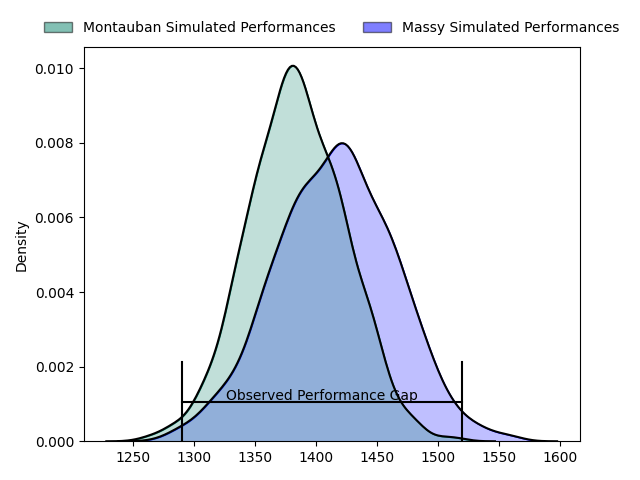 Montauban Simulated Performances Massy Simulated Performances
0.010
0.008
0.006
0.004
0.002
0.000
Density
Observed Performance Gap
1250 1300 1350 1400 1450 1500 1550 1600